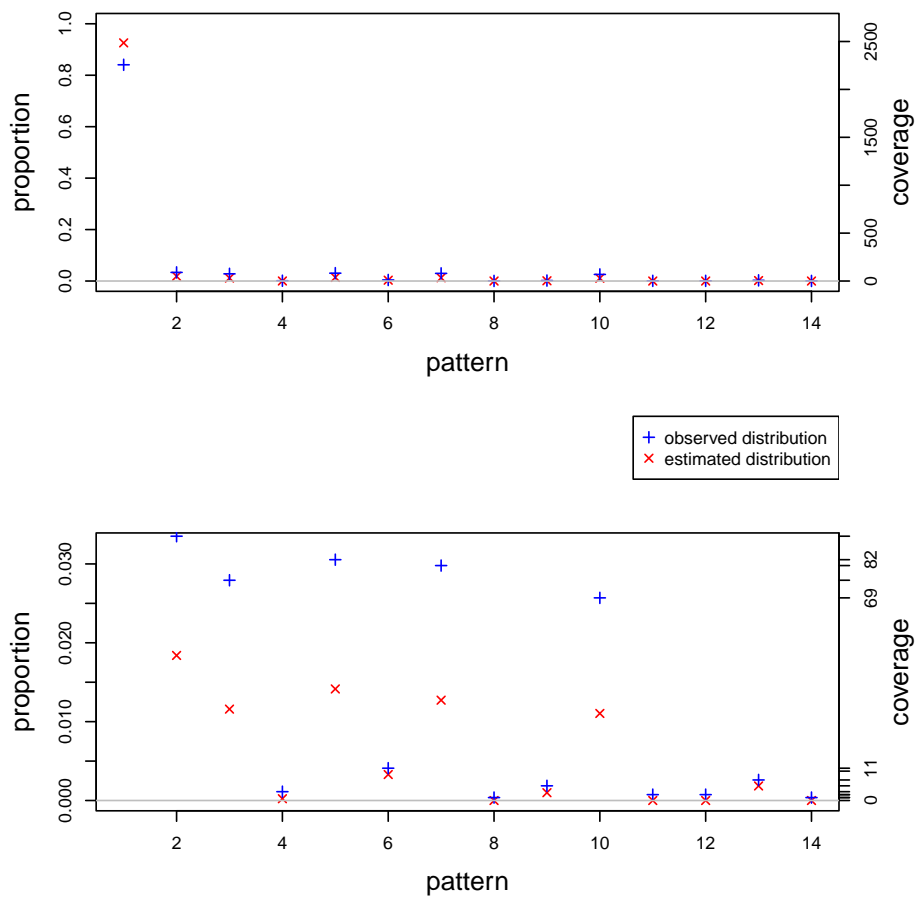 1.0
0.8
0.6
0.4
0.2
0.0
proportion
2500
1500
500
0
coverage
2 4 6 8 10 12 14
pattern
observed distribution
estimated distribution
0.030
0.020
0.010
0.000
proportion
82
69
11
0
coverage
2 4 6 8 10 12 14
pattern